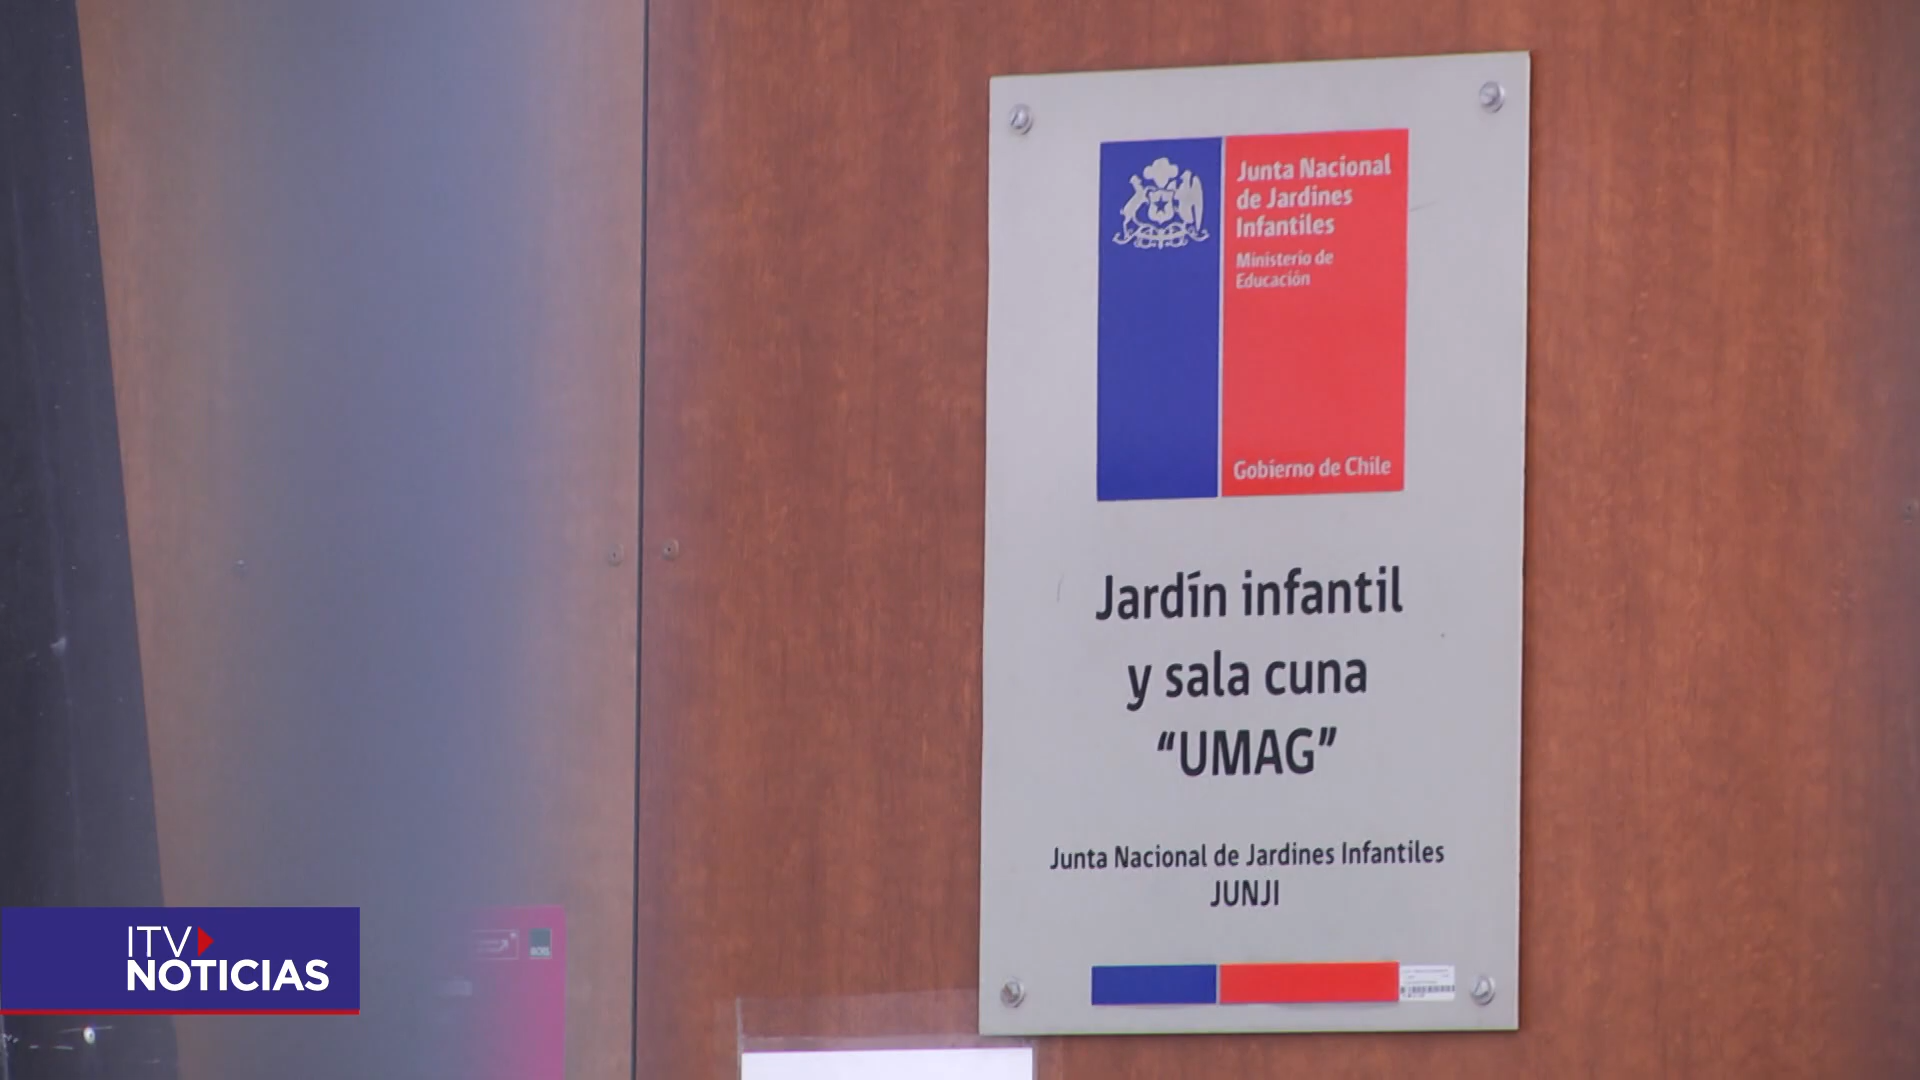 Junta Nacional
de Jardines
Infantiles
Ministerio de
Educación
Gobierno de Chile
Jardín infantil
y sala cuna
“UMAG”
Junta Nacional de Jardines Infantiles
JUNJI
ITV
NOTICIAS